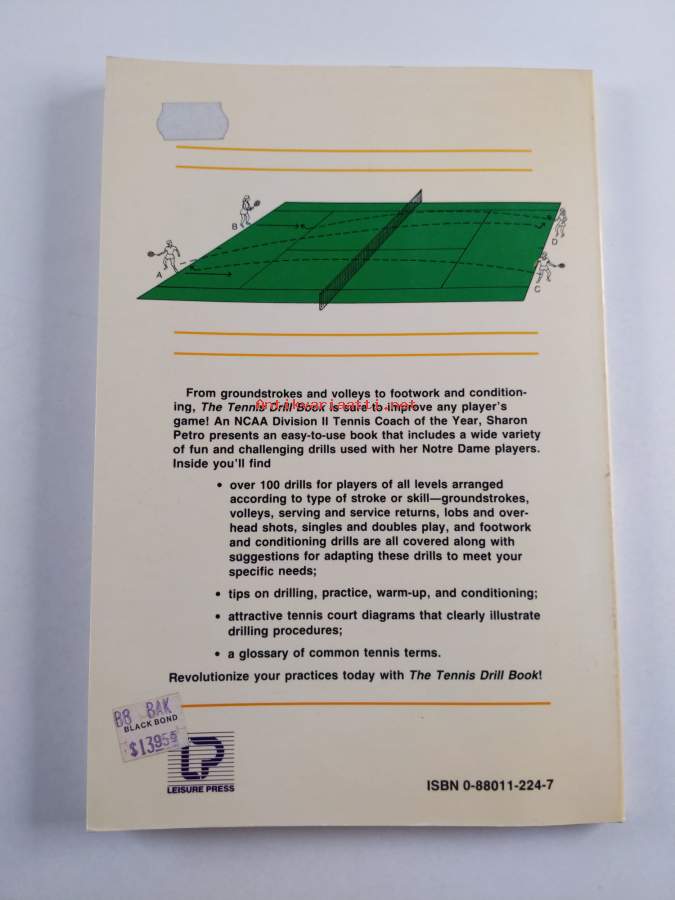 B
A
D
C
From groundstrokes and volleys to footwork and condition-
ing, The Tennis Drill Book is sure to improve any player's
Antikvariaatti.net
game! An NCAA Division II Tennis Coach of the Year, Sharon
Petro presents an easy-to-use book that includes a wide variety
of fun and challenging drills used with her Notre Dame players.
Inside you'll find
• over 100 drills for players of all levels arranged
according to type of stroke or skill—groundstrokes,
volleys, serving and service returns, lobs and over-
head shots, singles and doubles play, and footwork
and conditioning drills are all covered along with
suggestions for adapting these drills to meet your
specific needs;
• tips on drilling, practice, warm-up, and conditioning;
• attractive tennis court diagrams that clearly illustrate
drilling procedures;
• a glossary of common tennis terms.
Revolutionize your practices today with The Tennis Drill Book!
88 BAK
BLACK BOND
$13955
LP
LEISURE PRESS
ISBN 0-88011-224-7